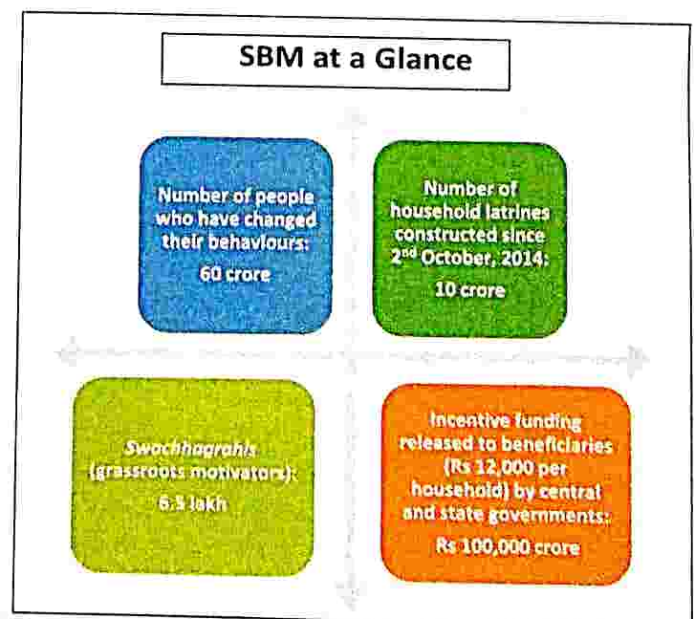 SBM at a Glance
Number of people
who have changed
their behaviours:
60 crore
Number of
household latrines
constructed since
2nd October, 2014:
10 crore
Swachhagrahis
(grassroots motivators):
6.5 lakh
Incentive funding
released to beneficiaries
(Rs 12,000 per
household) by central
and state governments:
Rs 100,000 crore